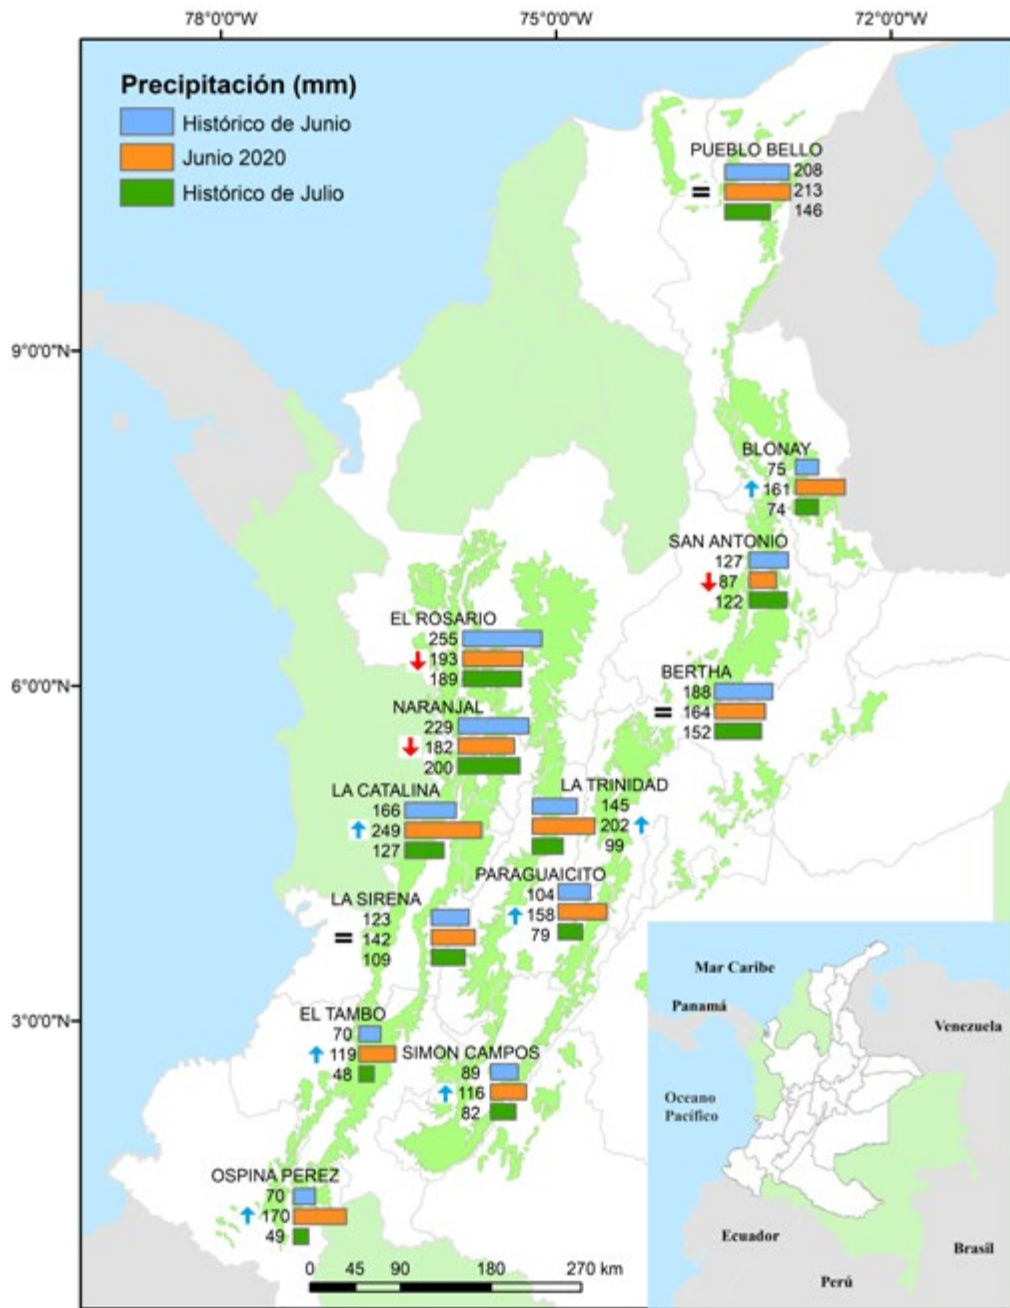 78°0'0"W
75°0'0"W
72°0'0"W
Precipitación (mm)
Histórico de Junio
Junio 2020
Histórico de Julio
PUEBLO BELLO
208
= 213
146
9°0'0"N
BLONAY
75
161
74
SAN ANTONIO
127
87
122
EL ROSARIO
255
193
189
6°0'0"N
BERTHA
188
= 164
152
NARANJAL
229
182
200
LA CATALINA
166
249
127
LA TRINIDAD
145
202
99
PARAGUAICITO
104
158
79
LA SIRENA
123
= 142
109
3°0'0"N
EL TAMBO
70
119
48
SIMON CAMPOS
89
116
82
OSPINA PEREZ
70
170
49
0 45 90 180 270 km
Mar Caribe
Panamá
Venezuela
Oceano
Pacífico
Ecuador
Brasil
Perú